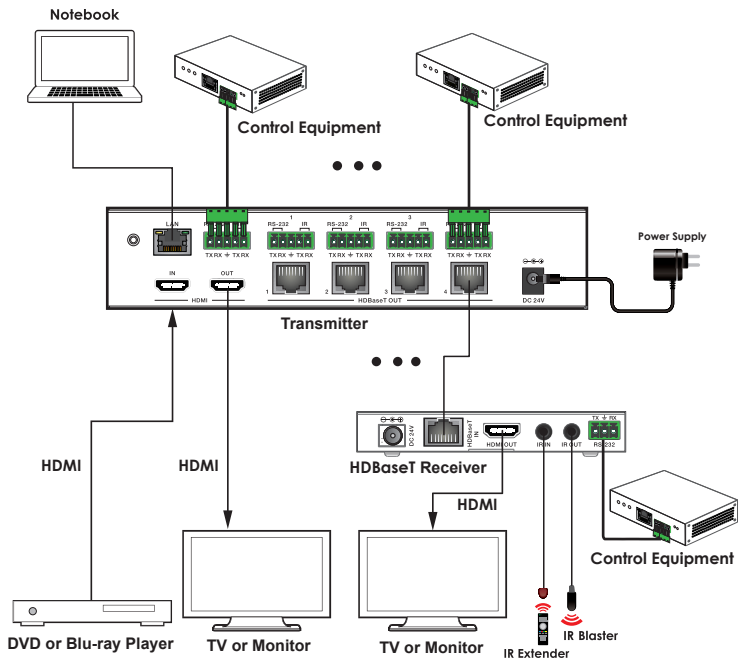 Notebook
Control Equipment
Control Equipment
LAN
1
2
3
RS-232 IR
RS-232 IR
RS-232 IR
TX RX TX RX
TX RX TX RX
TX RX TX RX
TX RX TX RX
TX RX TX RX
Power Supply
IN
OUT
1
2
3
4
DC 24V
HDMI
HDBaseT OUT
Transmitter
DC 24V
HDBaseT
IN
HDMI OUT
IR IN
IR OUT
TX RX
RS-232
HDBaseT Receiver
HDMI
HDMI
HDMI
Control Equipment
DVD or Blu-ray Player
TV or Monitor
TV or Monitor
IR Blaster
IR Extender